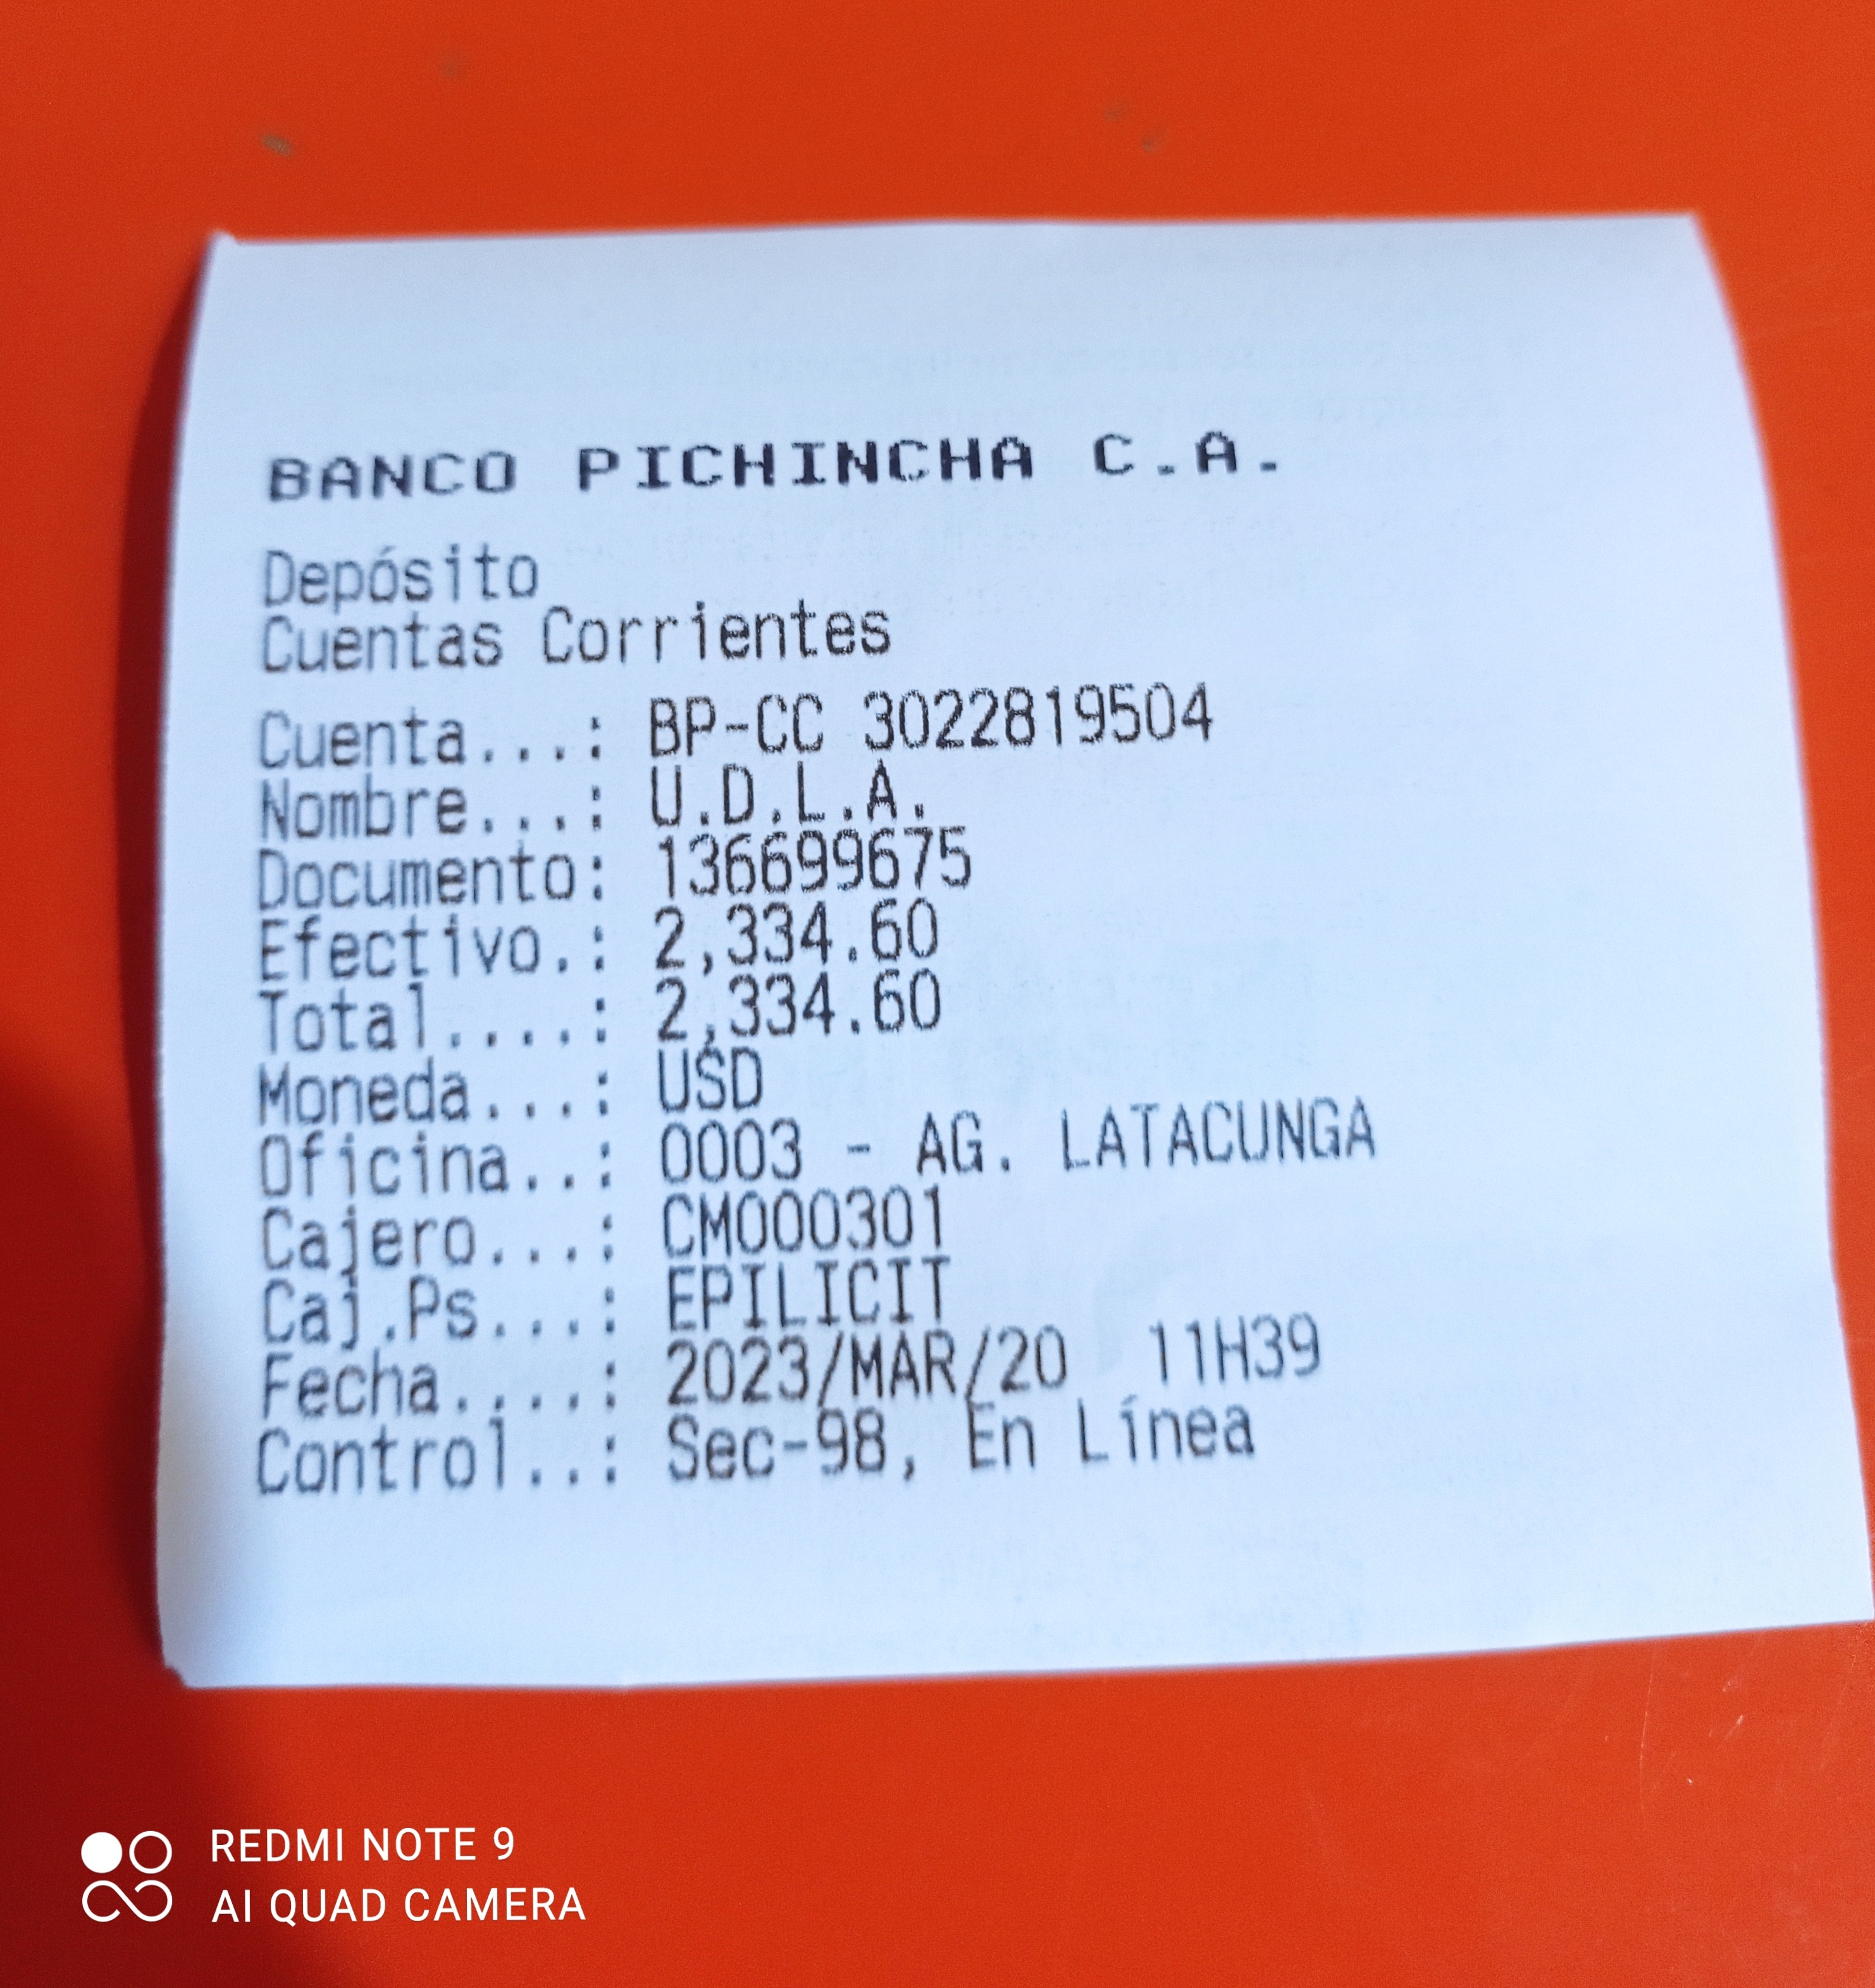 BANCO PICHINCHA C.A.
Depósito
Cuentas Corrientes
Cuenta...: BP-CC 3022819504
Nombre...: U.D.L.A.
Documento: 136699675
Efectivo.: 2,334.60
Total....: 2,334.60
Moneda...: USD
Oficina..: 0003 - AG. LATACUNGA
Cajero...: CM000301
Caj.Ps...: EPILICIT
Fecha....: 2023/MAR/20 11H39
Control..: Sec-98, En Línea
REDMI NOTE 9
AI QUAD CAMERA